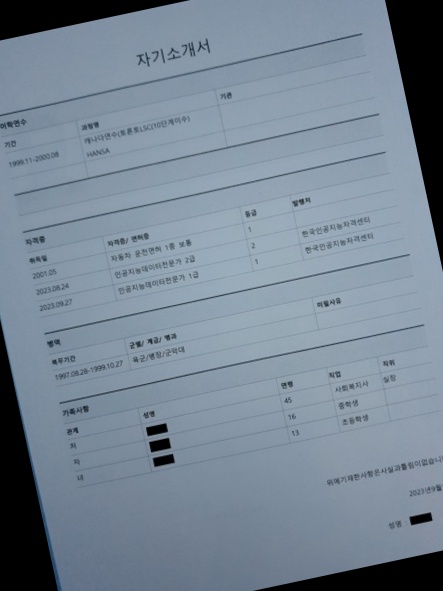 자기소개서
어학연수
기간 과정명 기관
1999.11-2000.08 캐나다연수(토론토LSC(10단계이수)
HANSA
자격증
취득일 자격증/ 면허증 등급 발행처
2001.05 자동차 운전면허 1종 보통 1
2023.08.24 인공지능데이터전문가 2급 2 한국인공지능자격센터
2023.09.27 인공지능데이터전문가 1급 1 한국인공지능자격센터
병역
복무기간 군별/ 계급/ 병과 미필사유
1997.08.28-1999.10.27 육군/병장/군악대
가족사항
관계 성명 연령 직업 직위
처 45 사회복지사 실장
자 16 중학생
녀 13 초등학생
위에기재한사항은사실과틀림이없습니
2023년9월
성명 :